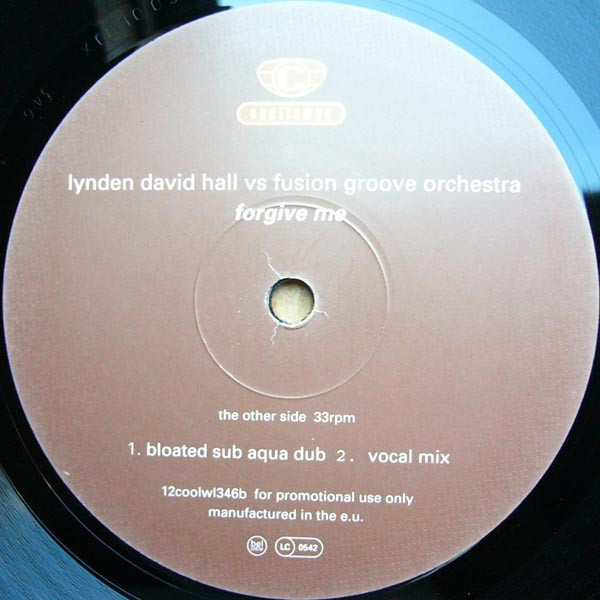 C
cooltempo
lynden david hall vs fusion groove orchestra
forgive me
the other side 33rpm
1. bloated sub aqua dub 2. vocal mix
12coolwl346b for promotional use only
manufactured in the e.u.
LC 0542